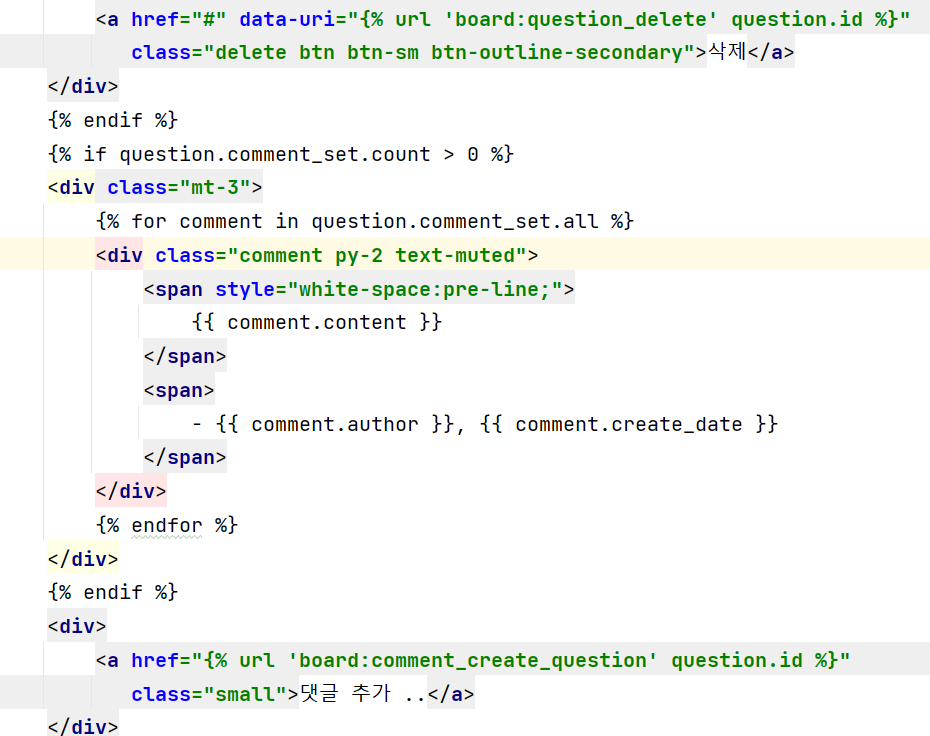 <a href="#" data-uri="{% url 'board:question_delete' question.id %}"
class="delete btn btn-sm btn-outline-secondary">삭제</a>
</div>
{% endif %}
{% if question.comment_set.count > 0 %}
<div class="mt-3">
{% for comment in question.comment_set.all %}
<div class="comment py-2 text-muted">
<span style="white-space:pre-line;">
{{ comment.content }}
</span>
<span>
- {{ comment.author }}, {{ comment.create_date }}
</span>
</div>
{% endfor %}
</div>
{% endif %}
<div>
<a href="{% url 'board:comment_create_question' question.id %}"
class="small">댓글 추가 ..</a>
</div>